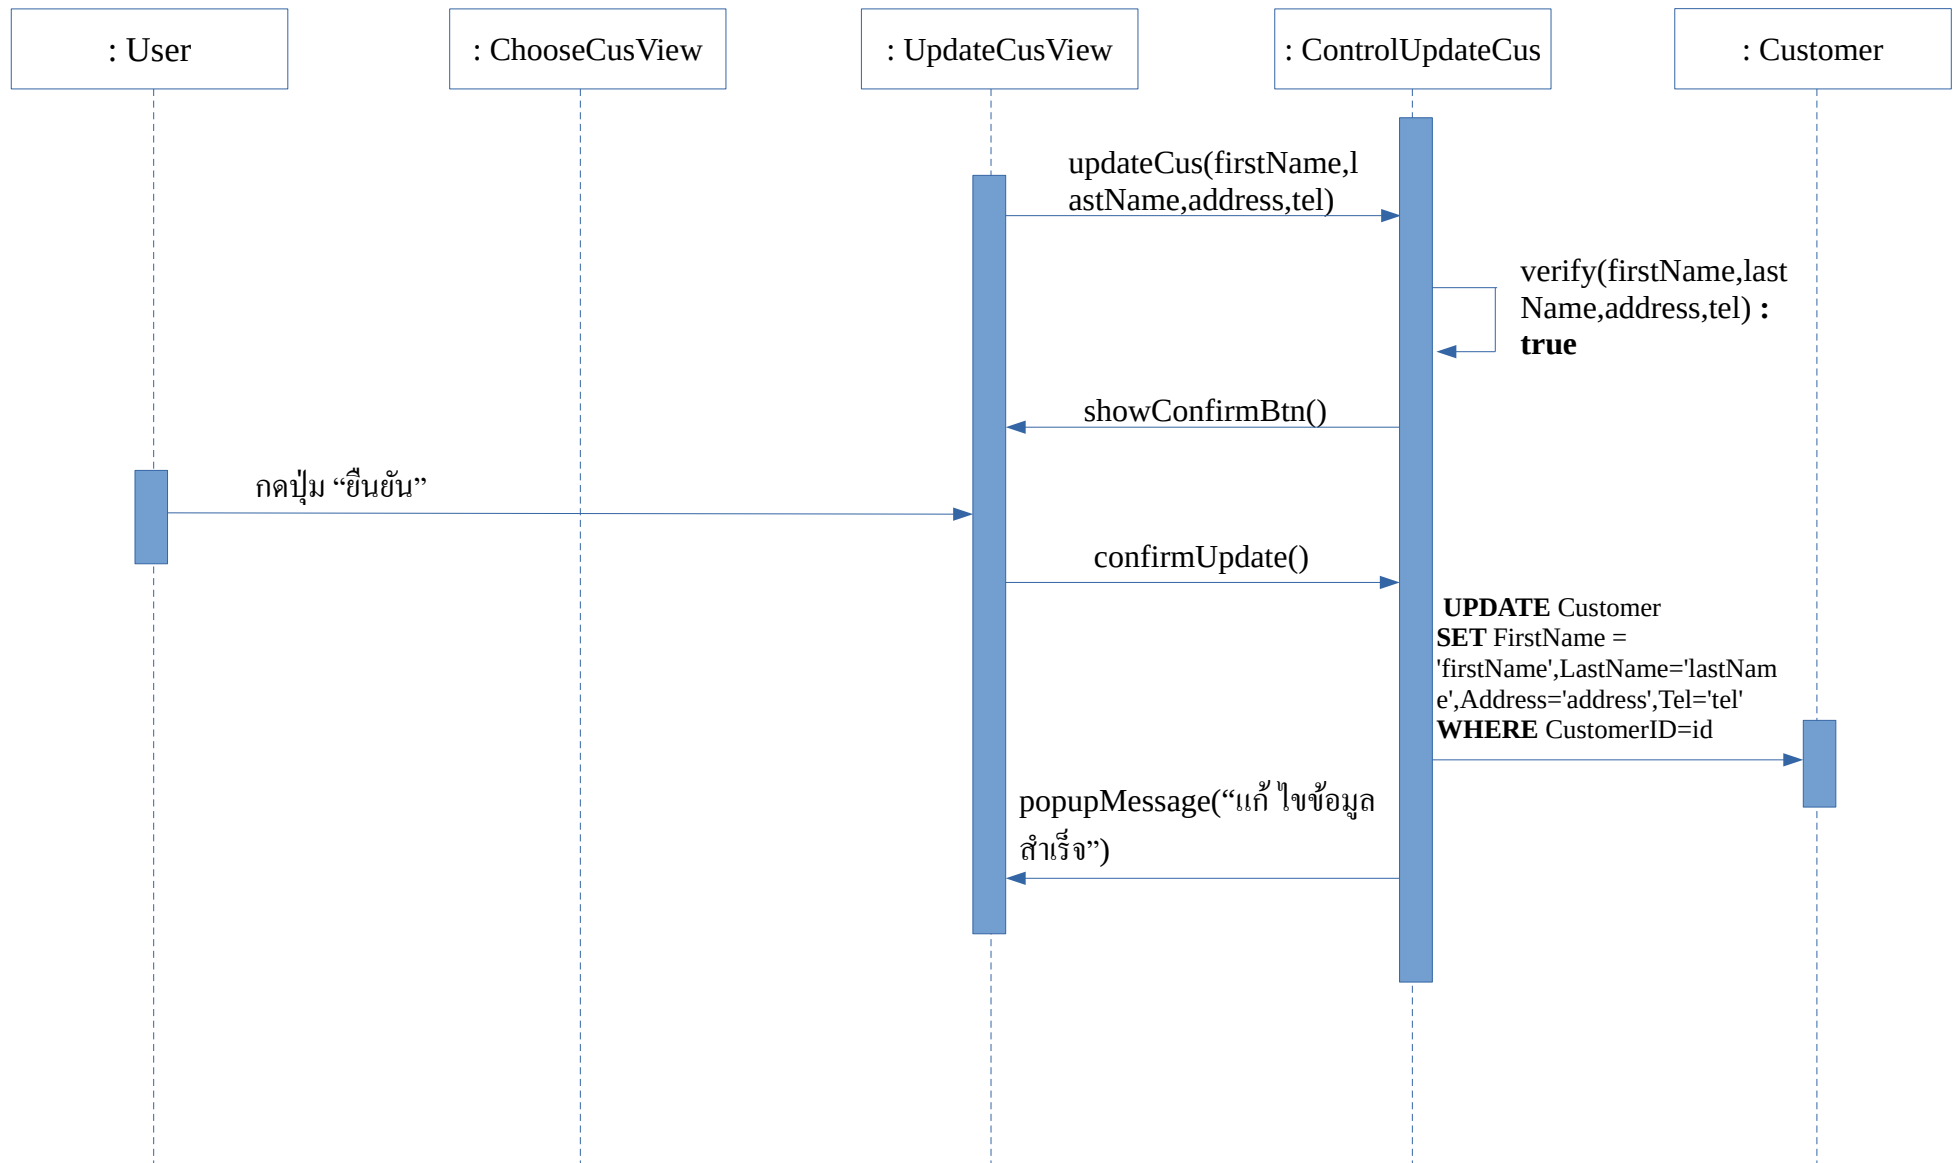 : User
: ChooseCusView
: UpdateCusView
: ControlUpdateCus
: Customer
updateCus(firstName,l
astName,address,tel)
verify(firstName,last
Name,address,tel) :
true
showConfirmBtn()
กดปุ่ม “ยืนยัน”
confirmUpdate()
UPDATE Customer
SET FirstName =
'firstName',LastName='lastNam
e',Address='address',Tel='tel'
WHERE CustomerID=id
popupMessage(“แก้ ไขข้อมูล
สำเร็จ”)